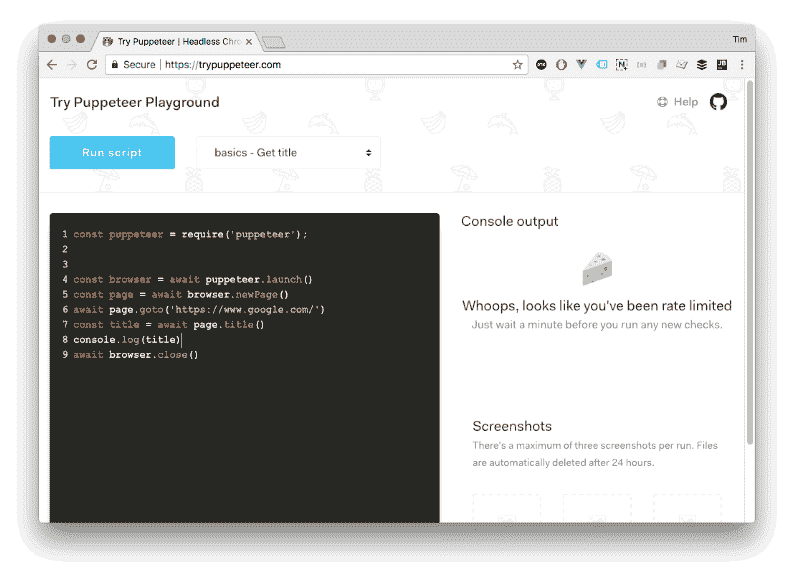 Try Puppeteer | Headless Chro
Tim
Secure | https://trypuppeteer.com
Try Puppeteer Playground
Help
Run script
basics - Get title
1 const puppeteer = require('puppeteer');
2
3
4 const browser = await puppeteer.launch()
5 const page = await browser.newPage()
6 await page.goto('https://www.google.com/')
7 const title = await page.title()
8 console.log(title)
9 await browser.close()
Console output
Whoops, looks like you've been rate limited
Just wait a minute before you run any new checks.
Screenshots
There's a maximum of three screenshots per run. Files
are automatically deleted after 24 hours.